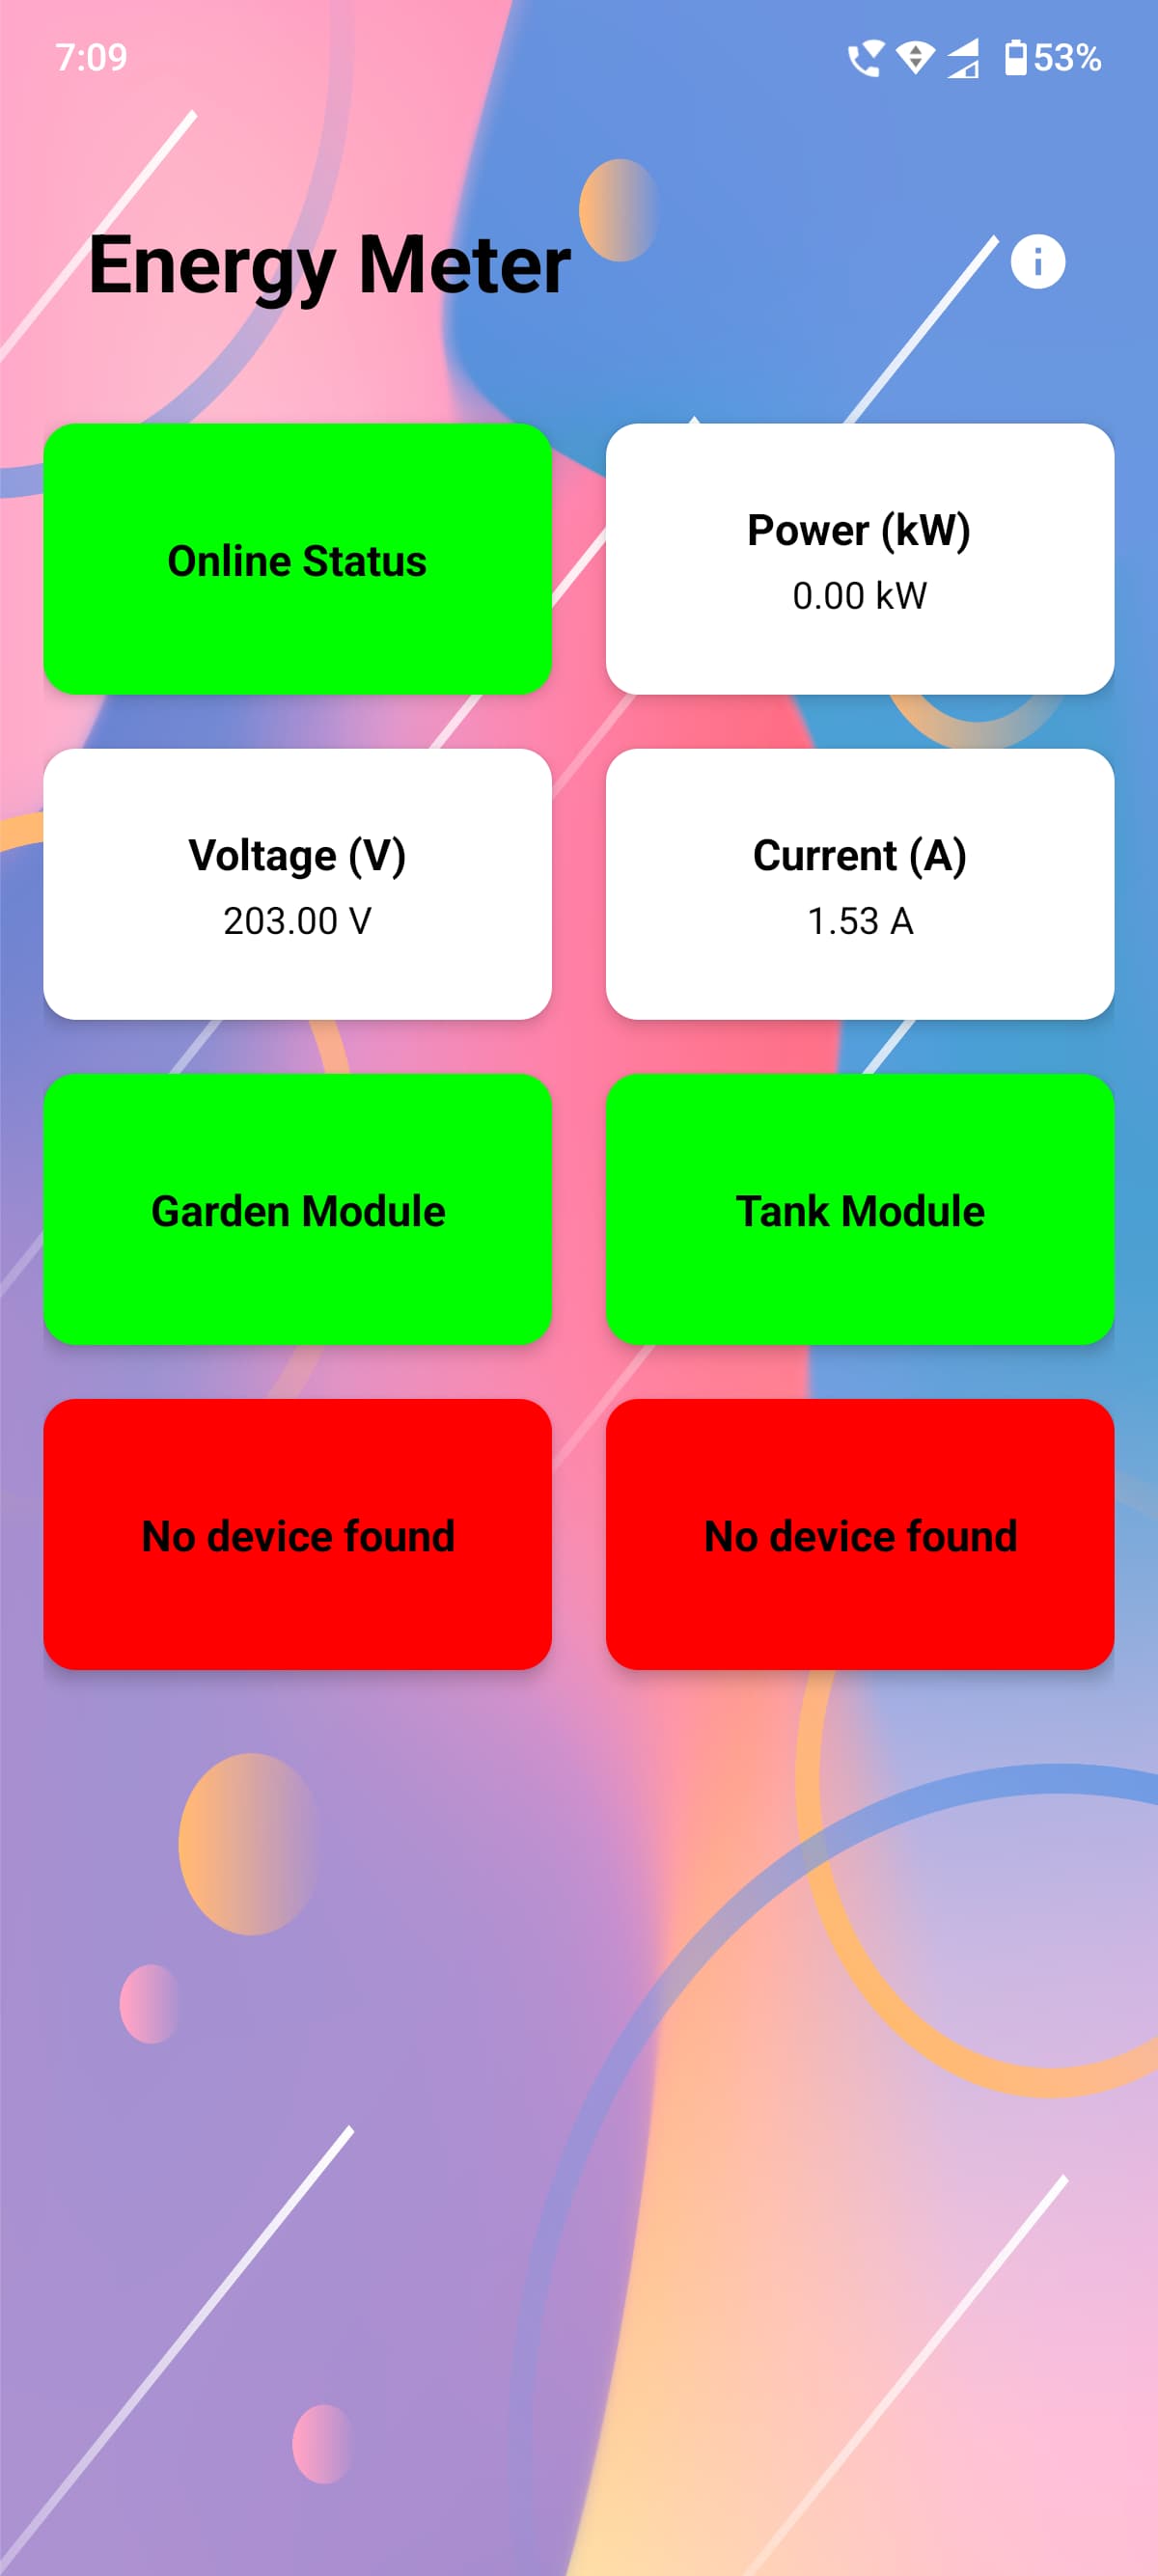 7:09
53%
Energy Meter
Online Status
Power (kW)
0.00 kW
Voltage (V)
203.00 V
Current (A)
1.53 A
Garden Module
Tank Module
No device found
No device found